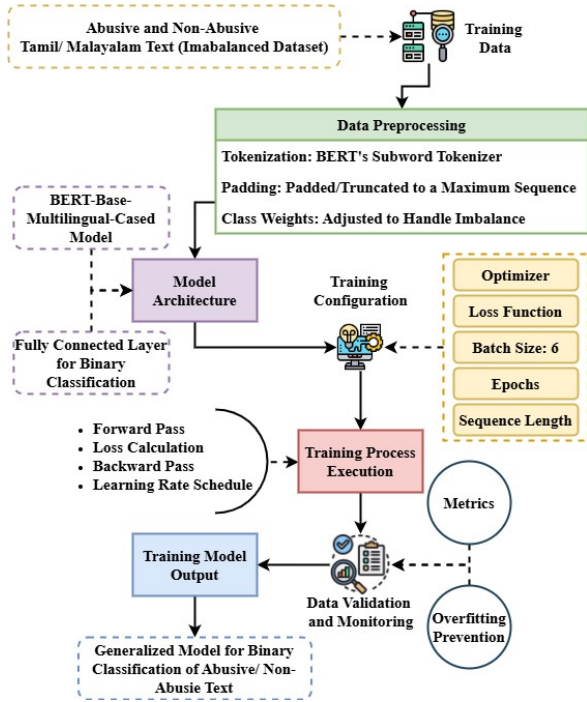 Abusive and Non-Abusive
Tamil/ Malayalam Text (Imabalanced Dataset)
Training
Data
Data Preprocessing
Tokenization: BERT's Subword Tokenizer
Padding: Padded/Truncated to a Maximum Sequence
Class Weights: Adjusted to Handle Imbalance
BERT-Base-
Multilingual-Cased
Model
Model
Architecture
Fully Connected Layer
for Binary
Classification
Training
Configuration
Optimizer
Loss Function
Batch Size: 6
Epochs
Sequence Length
• Forward Pass
• Loss Calculation
• Backward Pass
• Learning Rate Schedule
Training Process
Execution
Metrics
Training Model
Output
Data Validation
and Monitoring
Overfitting
Prevention
Generalized Model for Binary
Classification of Abusive/ Non-
Abusie Text